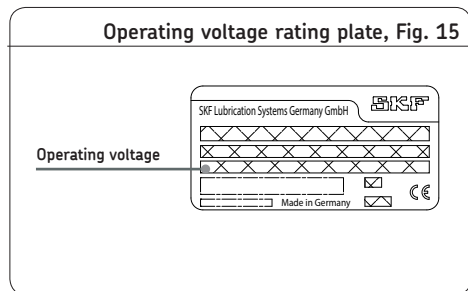 Operating voltage rating plate, Fig. 15
SKF Lubrication Systems Germany GmbH
SKF
Operating voltage
Made in Germany
CE